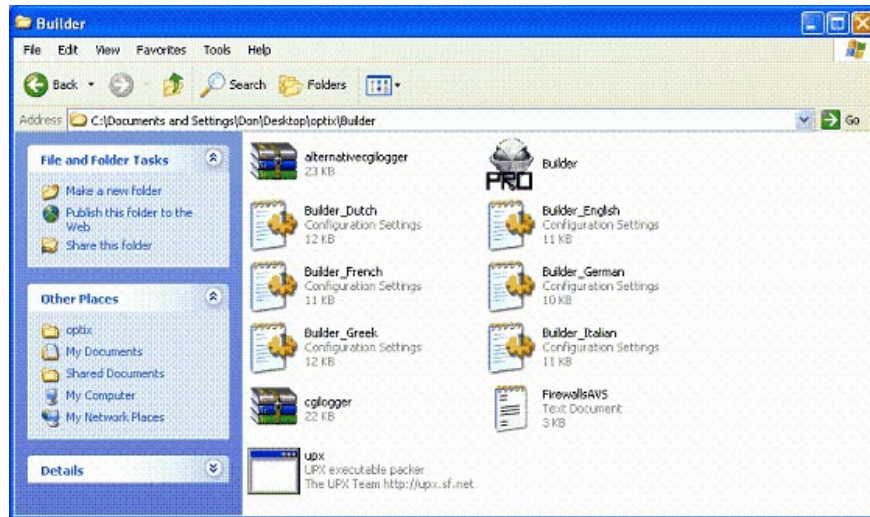 Builder
File Edit View Favorites Tools Help
Back Search Folders
Address C:\Documents and Settings\Don\Desktop\optix\Builder Go
File and Folder Tasks
Make a new folder
Publish this folder to the
Web
Share this folder
Other Places
optix
My Documents
Shared Documents
My Computer
My Network Places
Details
alternativecgilogger
23 KB
PRO
Builder
Builder_Dutch
Configuration Settings
12 KB
Builder_English
Configuration Settings
11 KB
Builder_French
Configuration Settings
11 KB
Builder_German
Configuration Settings
10 KB
Builder_Greek
Configuration Settings
12 KB
Builder_Italian
Configuration Settings
11 KB
cgilogger
22 KB
FirewallsAVS
Text Document
3 KB
upx
UPX executable packer
The UPX Team http://upx.sf.net